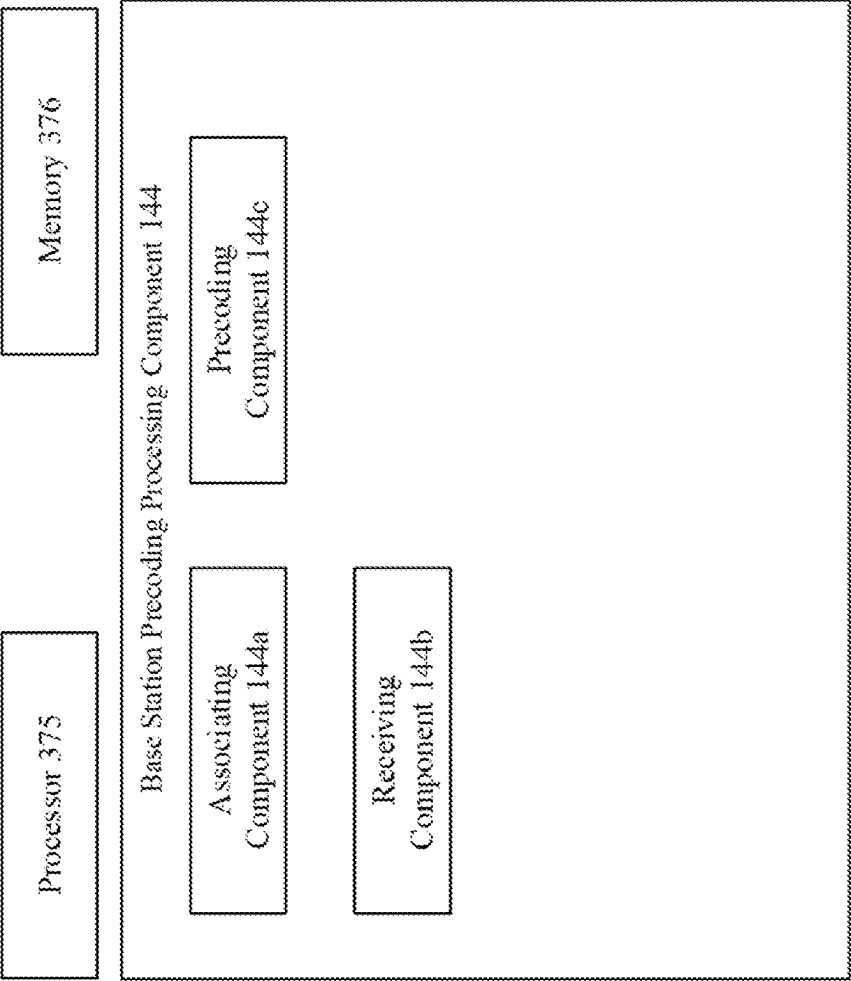 Processor 375
Memory 376
Base Station Precoding Processing Component 144
Associating
Component 144a
Precoding
Component 144c
Receiving
Component 144b